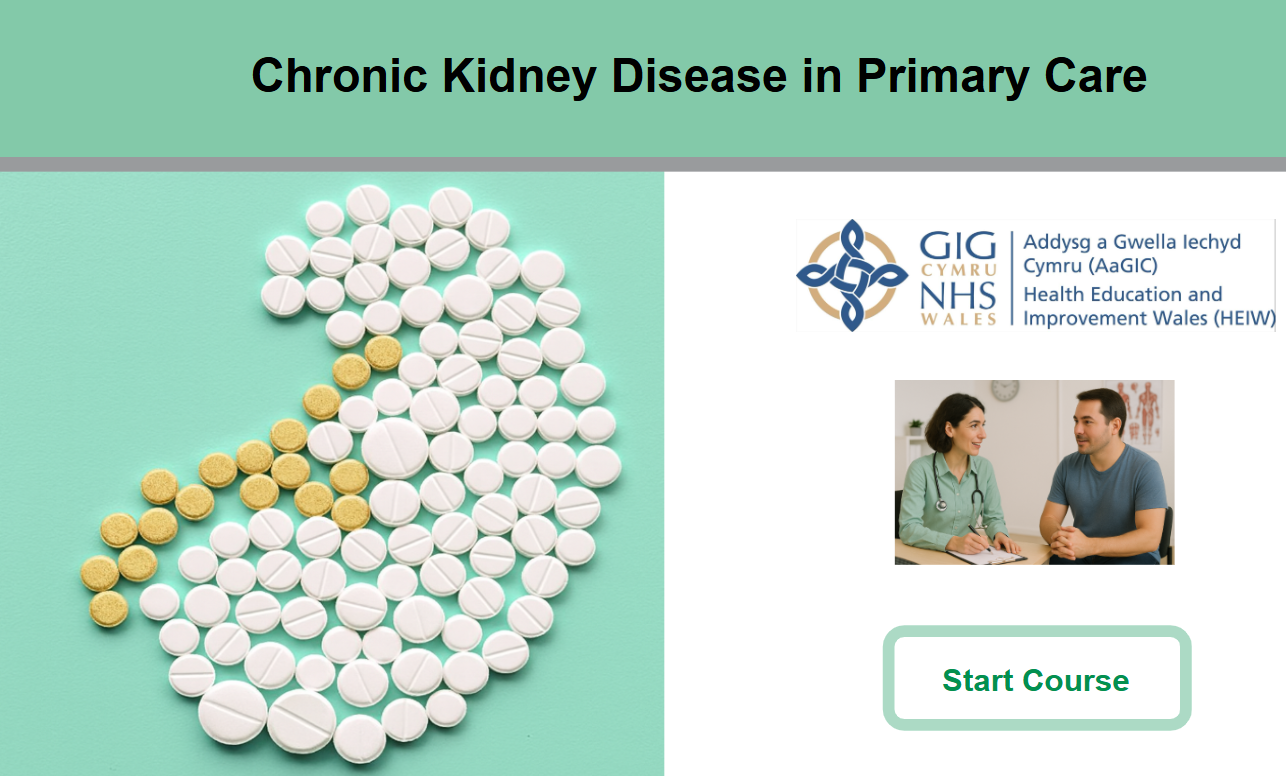 Chronic Kidney Disease in Primary Care
GIG
CYMRU
NHS
WALES
Addysg a Gwella Iechyd
Cymru (AaGIC)
Health Education and
Improvement Wales (HEIW)
Start Course